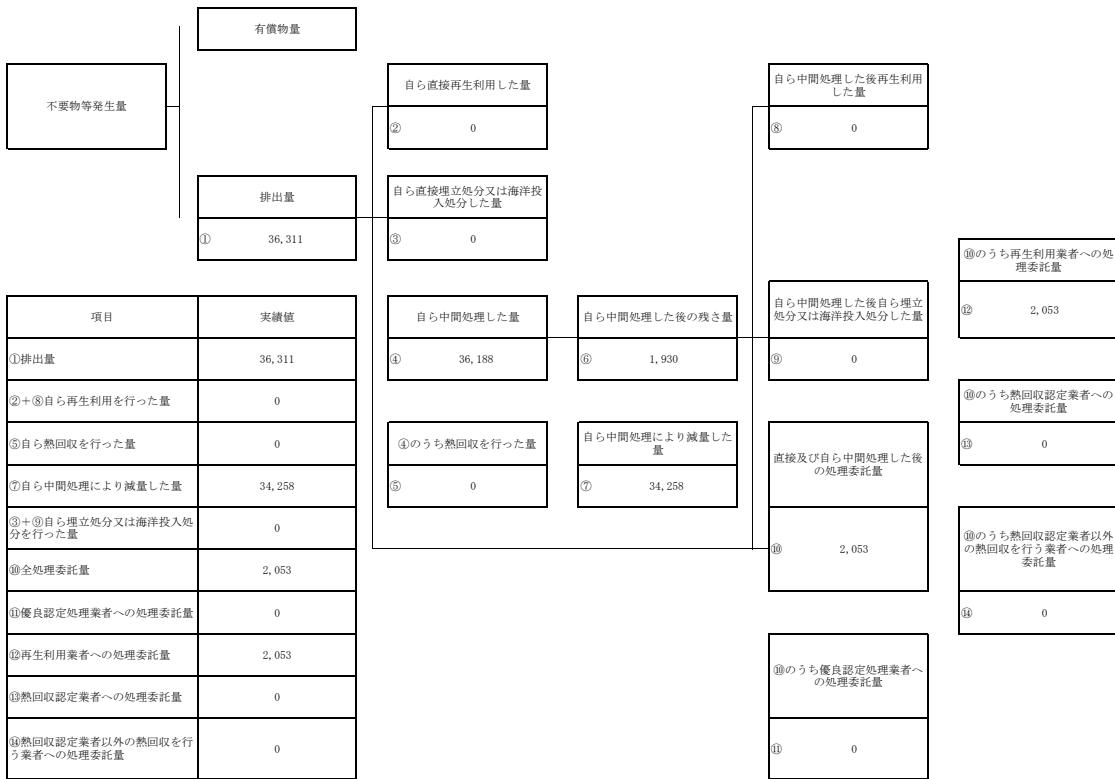 有償物量
不要物等発生量
自ら直接再生利用した量
② 0
自ら中間処理した後再生利用
した量
⑧ 0
排出量
① 36,311
自ら直接埋立処分又は海洋投
入処分した量
③ 0
⑩のうち再生利用業者への処
理委託量
⑫ 2,053
項目 実績値
①排出量 36,311
②+⑧自ら再生利用を行った量 0
⑤自ら熱回収を行った量 0
⑦自ら中間処理により減量した量 34,258
③+⑨自ら埋立処分又は海洋投入処
分を行った量 0
⑩全処理委託量 2,053
⑪優良認定処理業者への処理委託量 0
⑫再生利用業者への処理委託量 2,053
⑬熱回収認定業者への処理委託量 0
⑭熱回収認定業者以外の熱回収を行
う業者への処理委託量 0
自ら中間処理した量
④ 36,188
自ら中間処理した後の残さ量
⑥ 1,930
自ら中間処理した後自ら埋立
処分又は海洋投入処分した量
⑨ 0
④のうち熱回収を行った量
⑤ 0
自ら中間処理により減量した
量
⑦ 34,258
直接及び自ら中間処理した後
の処理委託量
⑩ 2,053
⑩のうち熱回収認定業者への
処理委託量
⑬ 0
⑩のうち熱回収認定業者以外
の熱回収を行う業者への処理
委託量
⑭ 0
⑩のうち優良認定処理業者へ
の処理委託量
⑪ 0